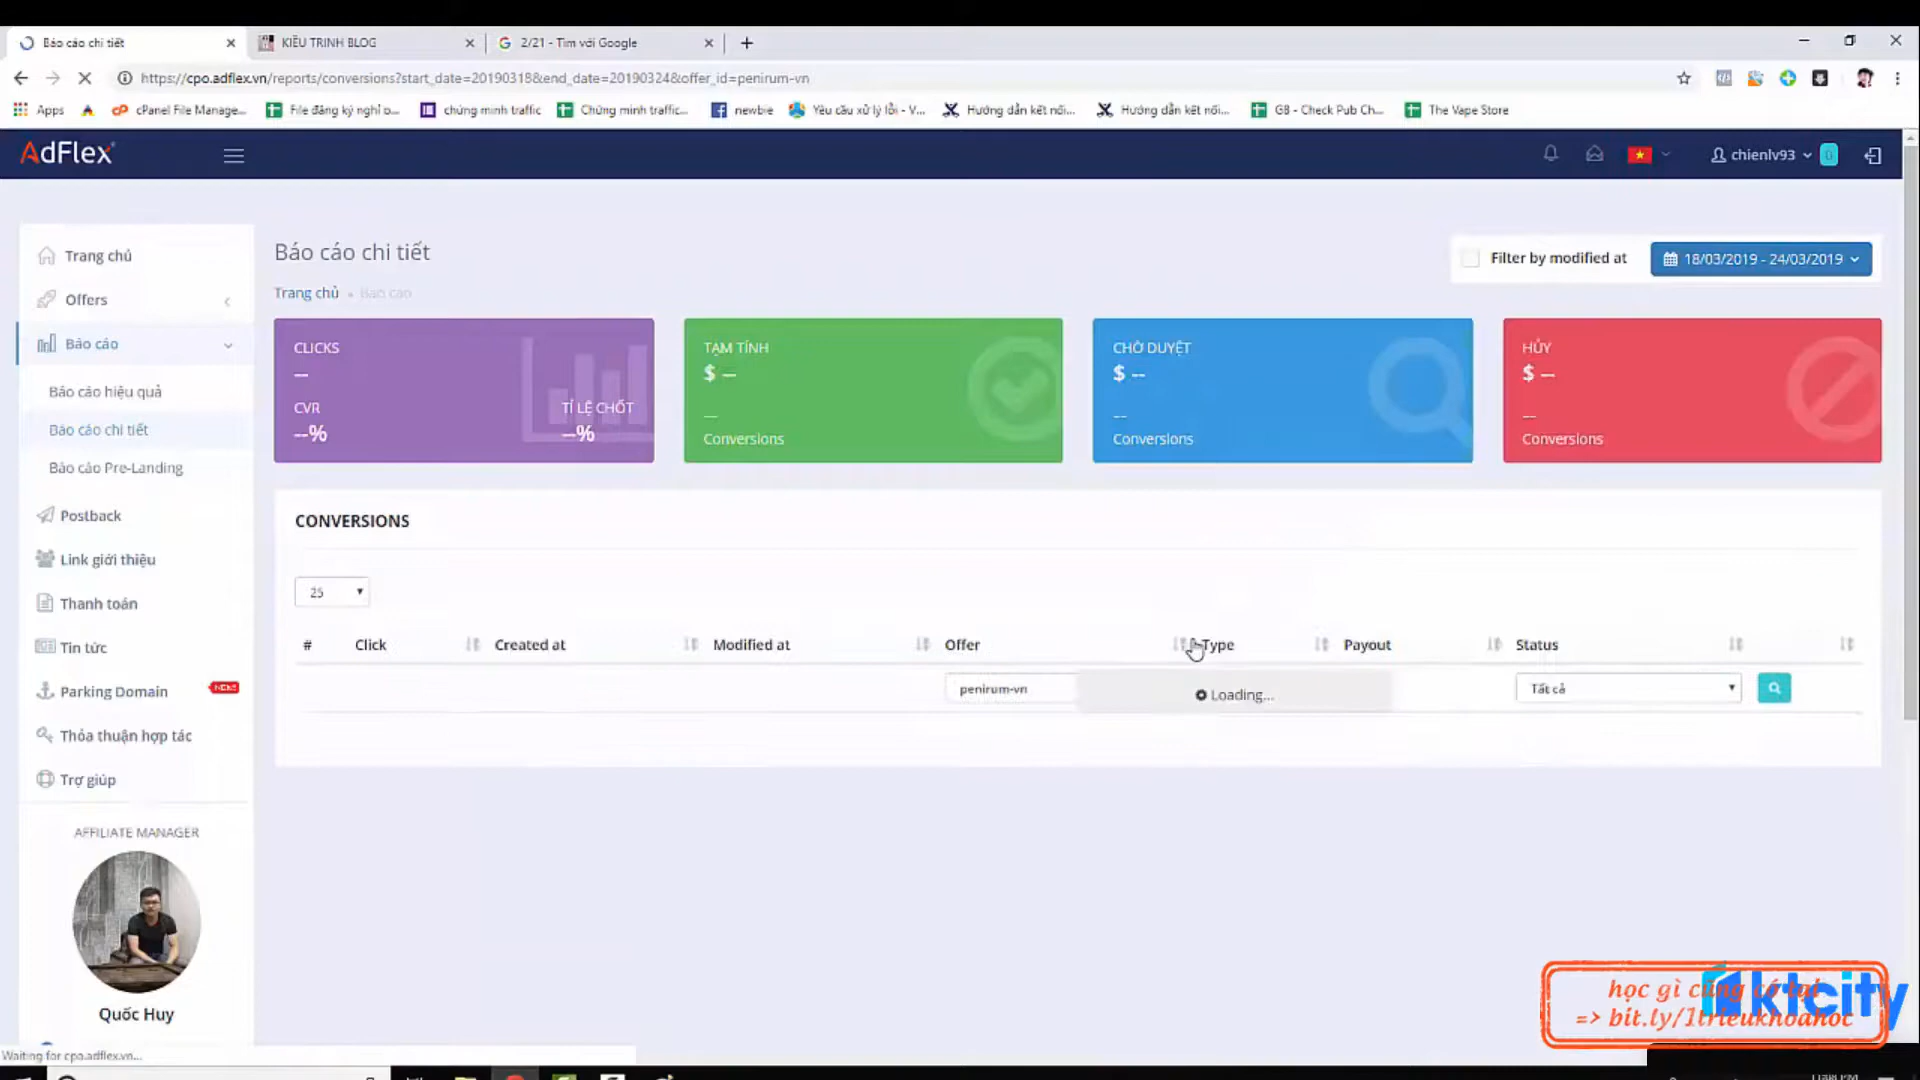 Báo cáo chi tiết
KIỀU TRINH BLOG
2/21 - Tìm với Google
https://cpo.adflex.vn/reports/conversions?start_date=20190318&end_date=20190324&offer_id=penirum-vn
Apps
cPanel File Manage...
File đăng ký nghỉ o...
chứng minh traffic
Chứng minh traffic...
newbie
Yêu cầu xử lý lỗi - V...
Hướng dẫn kết nối...
Hướng dẫn kết nối...
G8 - Check Pub Ch...
The Vape Store
AdFlex
chienlv93
0
Trang chủ
Offers
Báo cáo
Báo cáo hiệu quả
Báo cáo chi tiết
Báo cáo Pre-Landing
Postback
Link giới thiệu
Thanh toán
Tin tức
Parking Domain
NEW!
Thỏa thuận hợp tác
Trợ giúp
AFFILIATE MANAGER
Quốc Huy
Báo cáo chi tiết
Trang chủ
Báo cáo
Filter by modified at
18/03/2019 - 24/03/2019
CLICKS
--
CVR
TỈ LỆ CHỐT
--%
--%
TẠM TÍNH
$ --
--
Conversions
CHỜ DUYỆT
$ --
--
Conversions
HỦY
$ --
--
Conversions
CONVERSIONS
25
# Click Created at Modified at Offer Type Payout Status
penirum-vn
Loading...
Tất cả
học gì cũng có tại
=> bit.ly/1trieukhoahoc
ktcity
Waiting for cpo.adflex.vn...